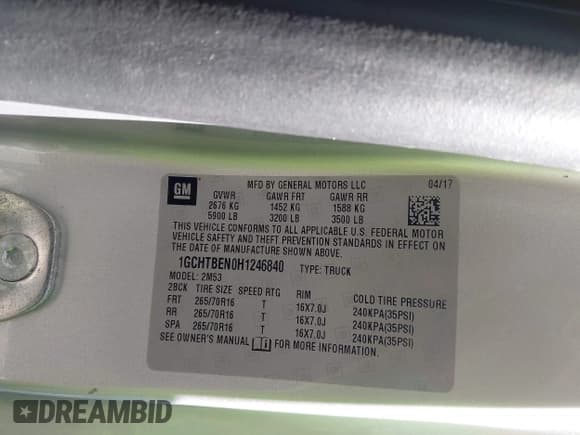 GM
MFD BY GENERAL MOTORS LLC 04/17
GVWR GAWR FRT GAWR RR
2676 KG 1452 KG 1588 KG
5900 LB 3200 LB 3500 LB
THIS VEHICLE CONFORMS TO ALL APPLICABLE U.S. FEDERAL MOTOR
VEHICLE SAFETY AND THEFT PREVENTION STANDARDS IN EFFECT ON
THE DATE OF MANUFACTURE SHOWN ABOVE.
1GCHTBEN0H1246840 TYPE: TRUCK
MODEL: 2M53
2BCK TIRE SIZE SPEED RTG RIM COLD TIRE PRESSURE
FRT 265/70R16 T 16X7.0J 240KPA(35PSI)
RR 265/70R16 T 16X7.0J 240KPA(35PSI)
SPA 265/70R16 T 16X7.0J 240KPA(35PSI)
SEE OWNER'S MANUAL FOR MORE INFORMATION.
DREAMBID